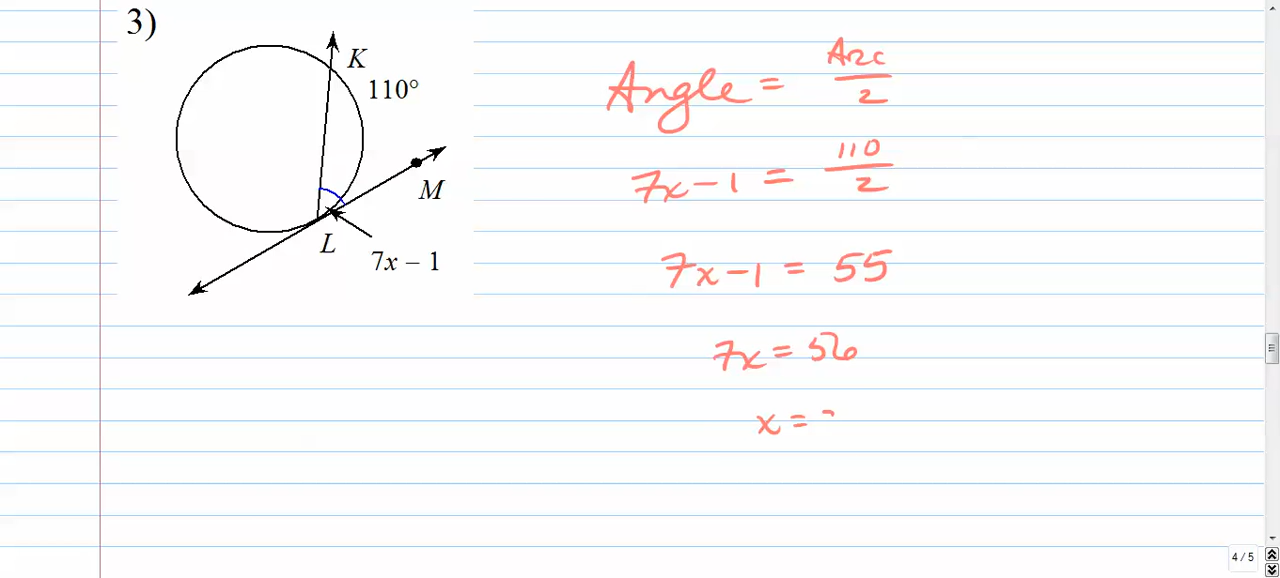 3)
K
110°
M
L
7x – 1
Angle = Arc/2
7x – 1 = 110/2
7x – 1 = 55
7x = 56
x =
4 / 5